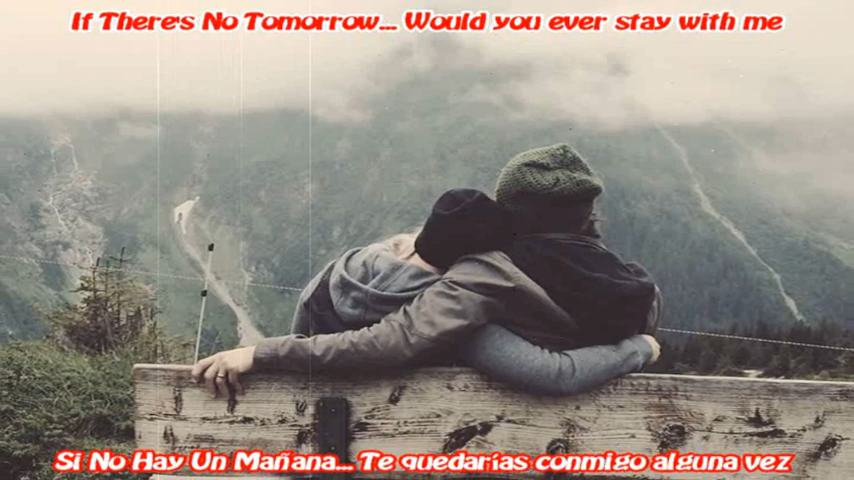 If There's No Tomorrow... Would you ever stay with me
Si No Hay Un Mañana... Te quedarías conmigo alguna vez